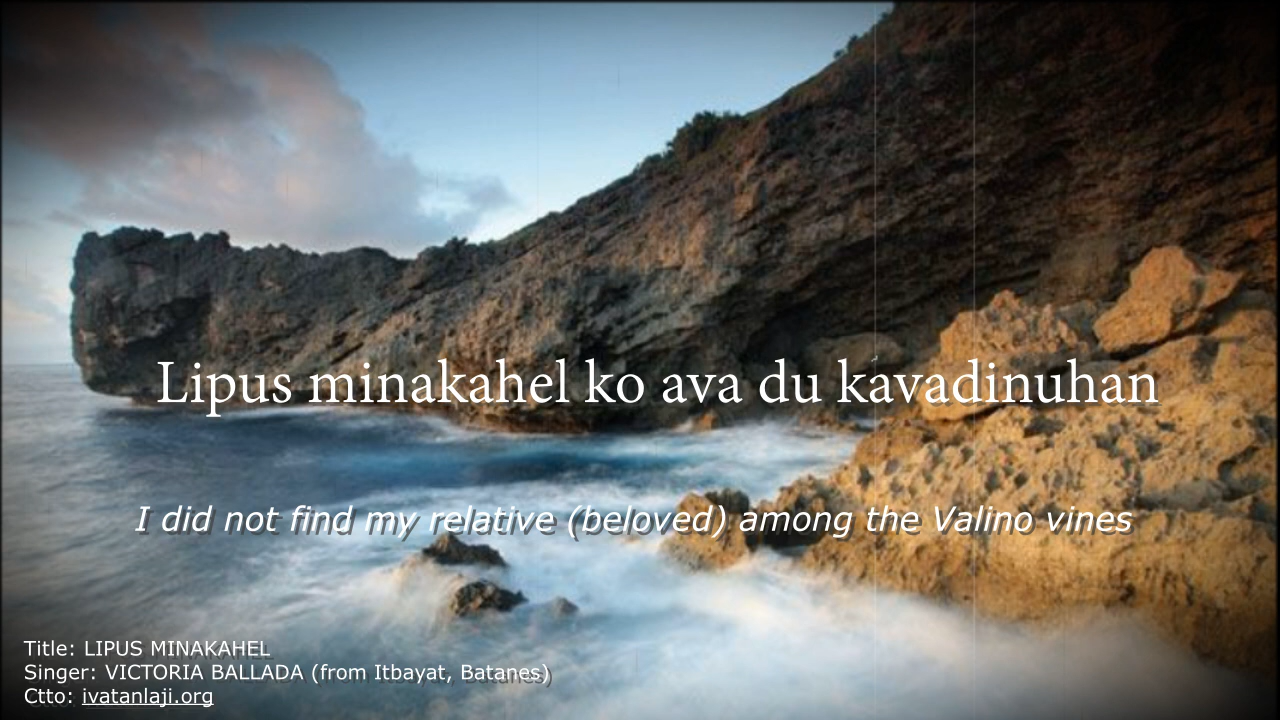 Lipus minakahel ko ava du kavadinuhan
I did not find my relative (beloved) among the Valino vines
Title: LIPUS MINAKAHEL
Singer: VICTORIA BALLADA (from Itbayat, Batanes)
Ctto: ivatanlaji.org